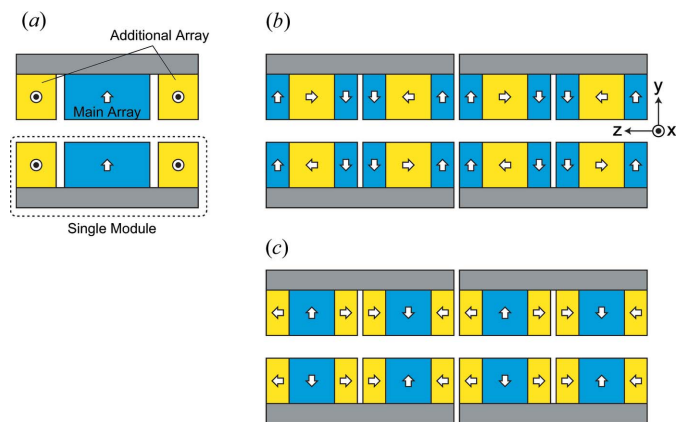 (a)
Additional Array
Main Array
Single Module
(b)
y
z
x
(c)